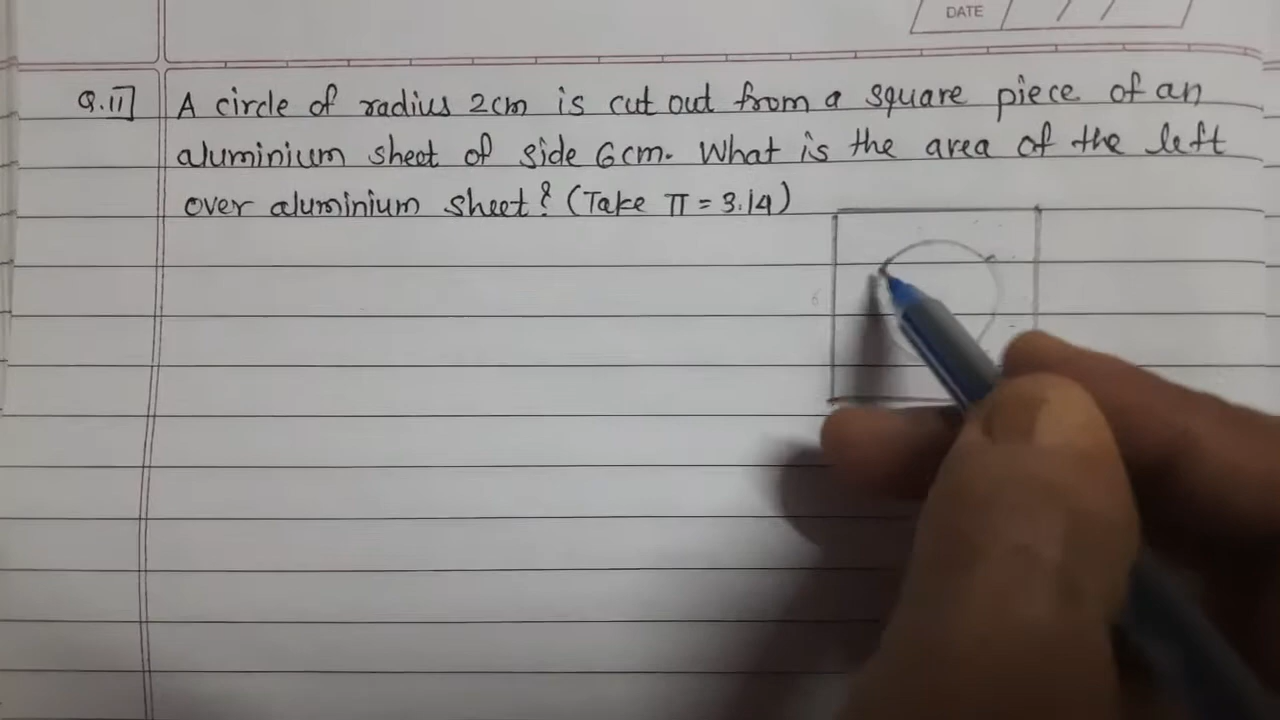 DATE / /
Q.11] A circle of radius 2cm is cut out from a square piece of an
aluminium sheet of side 6cm. What is the area of the left
over aluminium sheet? (Take π = 3.14)
6